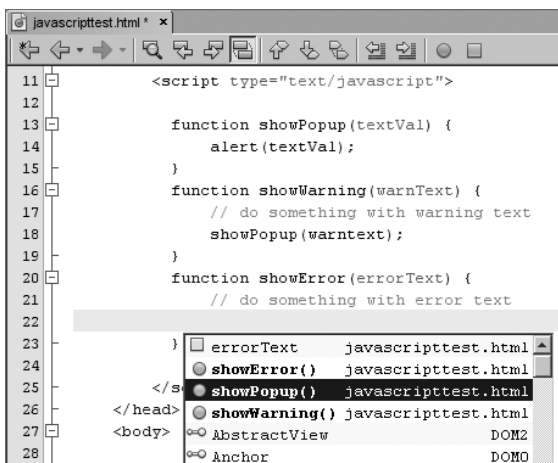 javascripttest.html * x
11 <script type="text/javascript">
12
13 function showPopup(textVal) {
14 alert(textVal);
15 }
16 function showWarning(warnText) {
17 // do something with warning text
18 showPopup(warntext);
19 }
20 function showError(errorText) {
21 // do something with error text
22
23 }
errorText javascripttest.html
24 showError() javascripttest.html
25 </s showPopup() javascripttest.html
26 </head> showWarning() javascripttest.html
27 <body> AbstractView DOM2
28 Anchor DOM0